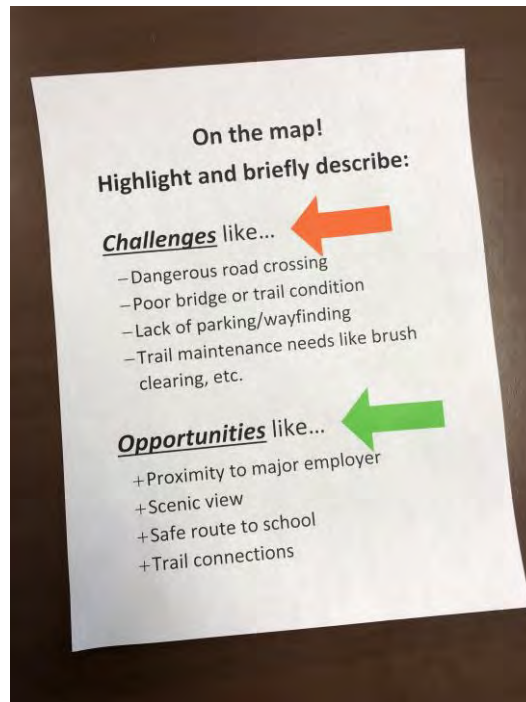 On the map!
Highlight and briefly describe:
Challenges like...
–Dangerous road crossing
–Poor bridge or trail condition
–Lack of parking/wayfinding
–Trail maintenance needs like brush
clearing, etc.
Opportunities like...
+Proximity to major employer
+Scenic view
+Safe route to school
+Trail connections